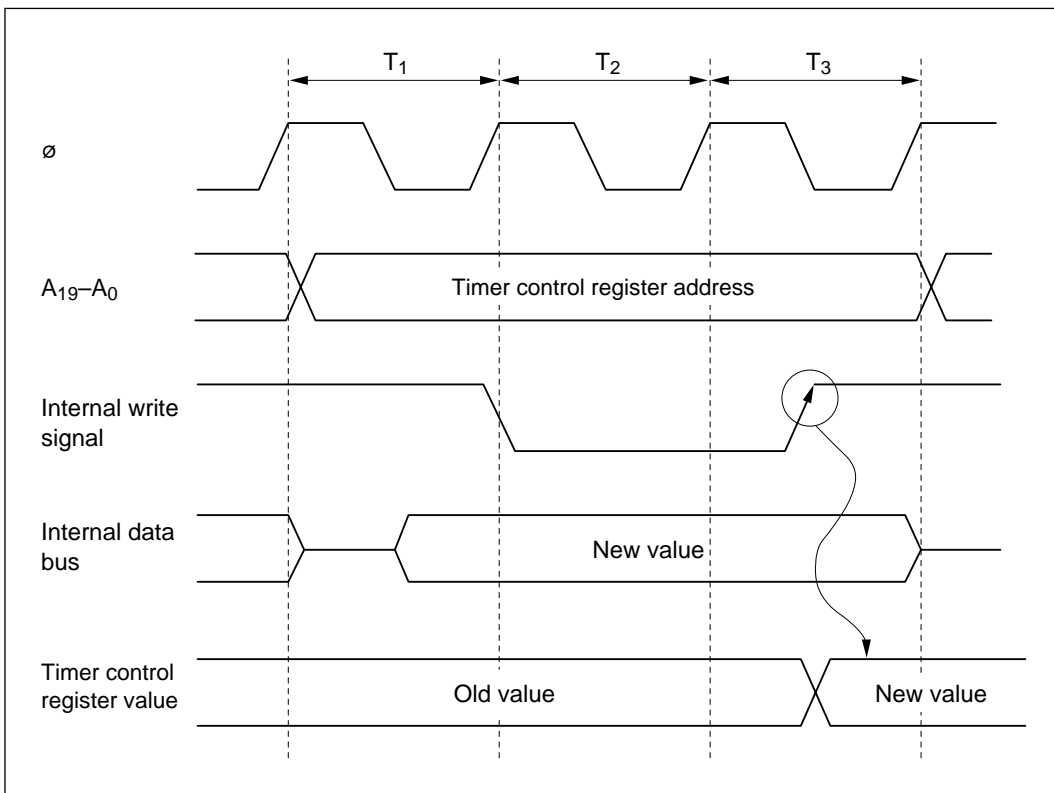 T₁ T₂ T₃
ø
A₁₉–A₀
Timer control register address
Internal write
signal
Internal data
bus
New value
Timer control
register value
Old value
New value